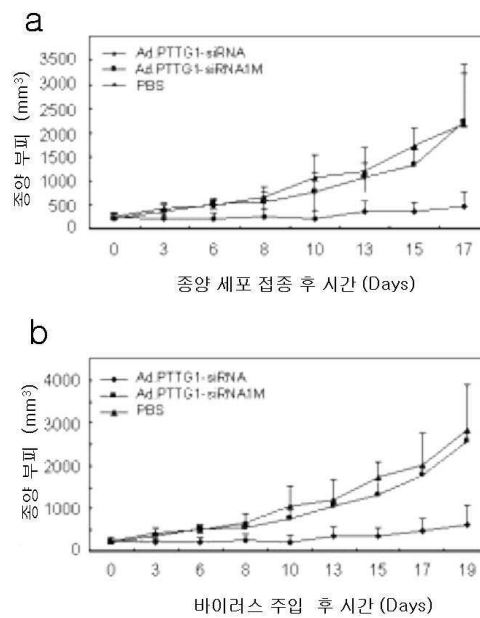 a
Ad.PTTG1-siRNA
Ad.PTTG1-siRNA1M
PBS
종양 부피 (mm³)
3500
3000
2500
2000
1500
1000
500
0
0 3 6 8 10 13 15 17
종양 세포 접종 후 시간 (Days)
b
Ad.PTTG1-siRNA
Ad.PTTG1-siRNA1M
PBS
종양 부피 (mm³)
4000
3000
2000
1000
0
0 3 6 8 10 13 15 17 19
바이러스 주입 후 시간 (Days)